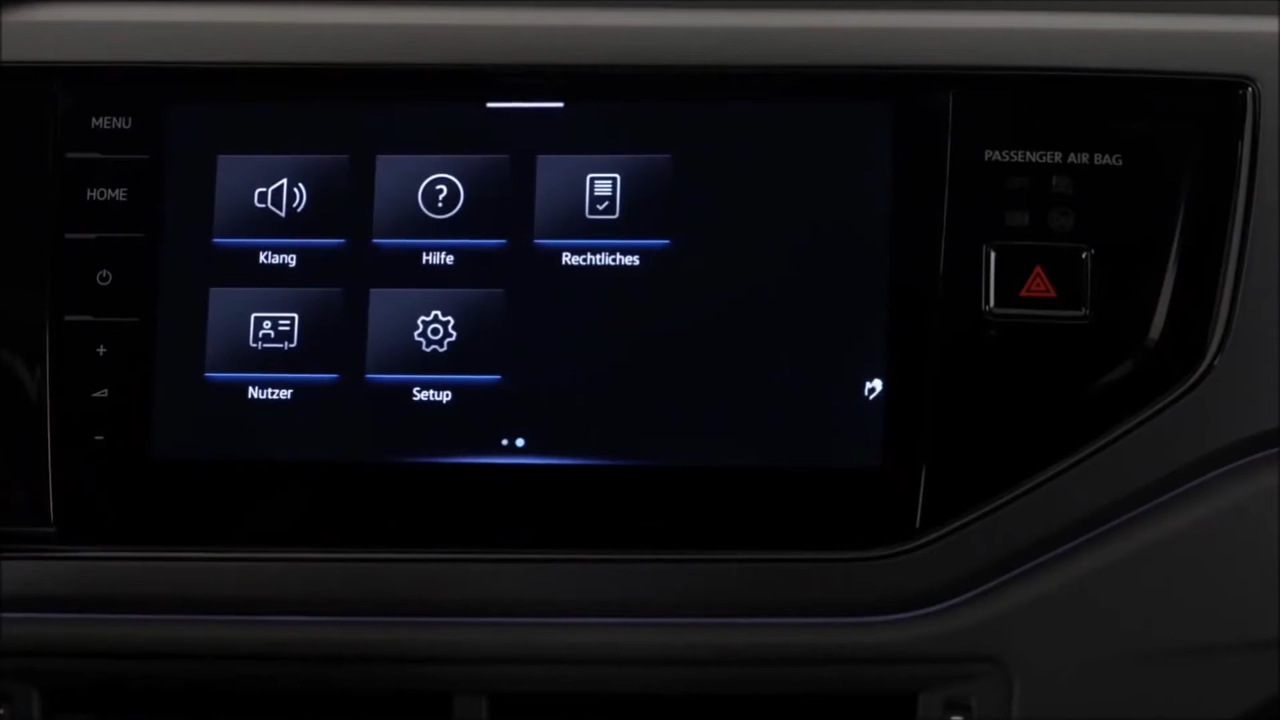 MENU
HOME
+
-
Klang
Hilfe
?
Rechtliches
Nutzer
Setup
PASSENGER AIR BAG